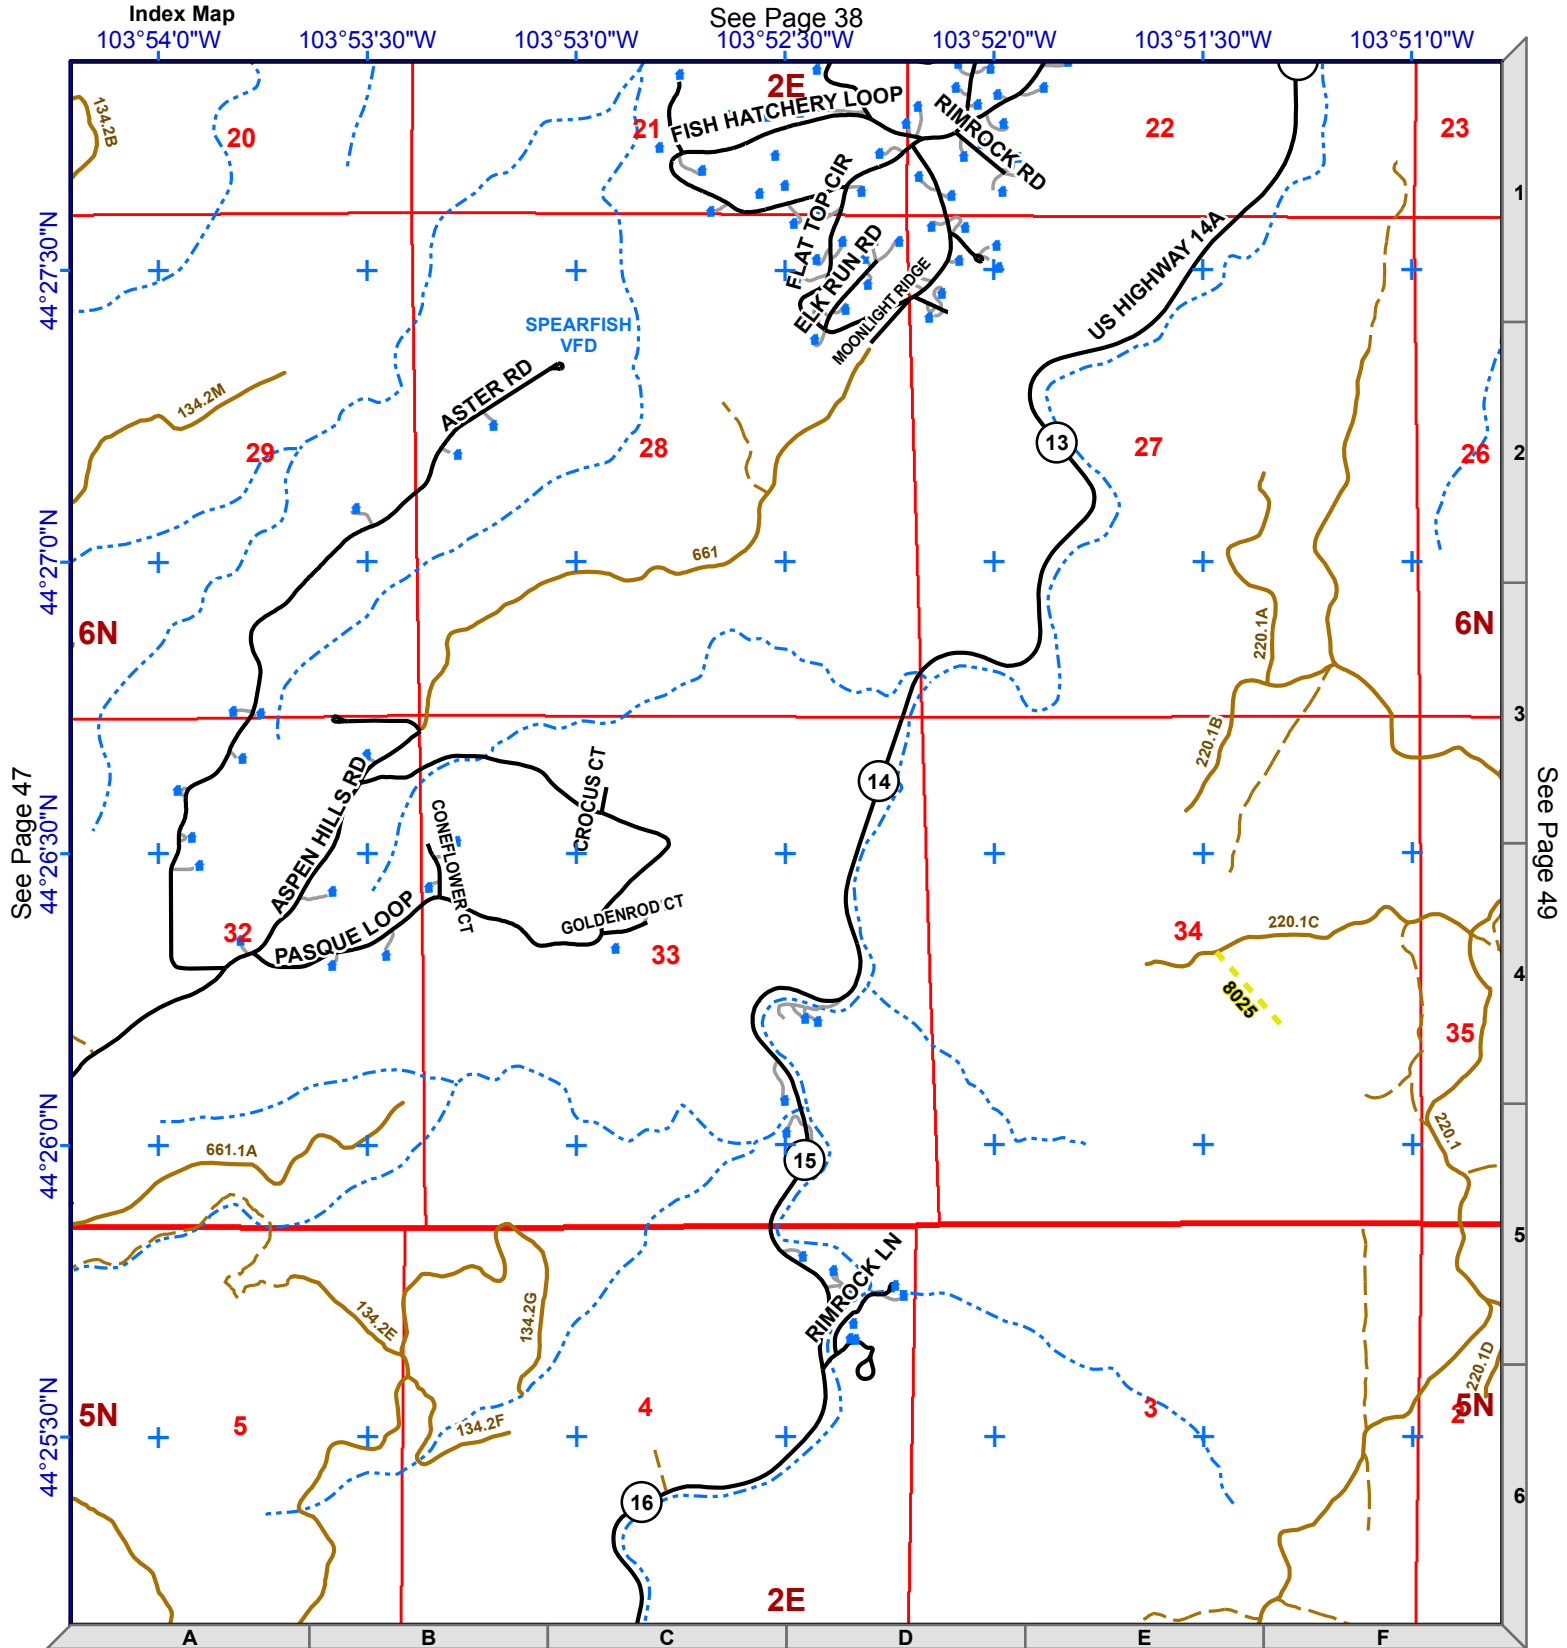 Index Map
See Page 38
103°54'0"W
103°53'30"W
103°53'0"W
103°52'30"W
103°52'0"W
103°51'30"W
103°51'0"W
2E
134.2B
20
21
FISH HATCHERY LOOP
RIMROCK RD
22
23
1
FLAT TOP CIR
ELK RUN RD
MOONLIGHT RIDGE
US HIGHWAY 14A
44°27'30"N
SPEARFISH
VFD
ASTER RD
134.2M
29
28
13
27
26
2
661
44°27'0"N
6N
220.1A
6N
220.1B
3
See Page 47
See Page 49
CROCUS CT
14
ASPEN HILLS RD
CONEFLOWER CT
44°26'30"N
PASQUE LOOP
GOLDENROD CT
32
33
34
220.1C
8025
4
35
220.1
44°26'0"N
661.1A
15
5
RIMROCK LN
134.2E
134.2G
220.1D
5N
5
134.2F
4
3
2
5N
44°25'30"N
16
6
2E
A
B
C
D
E
F